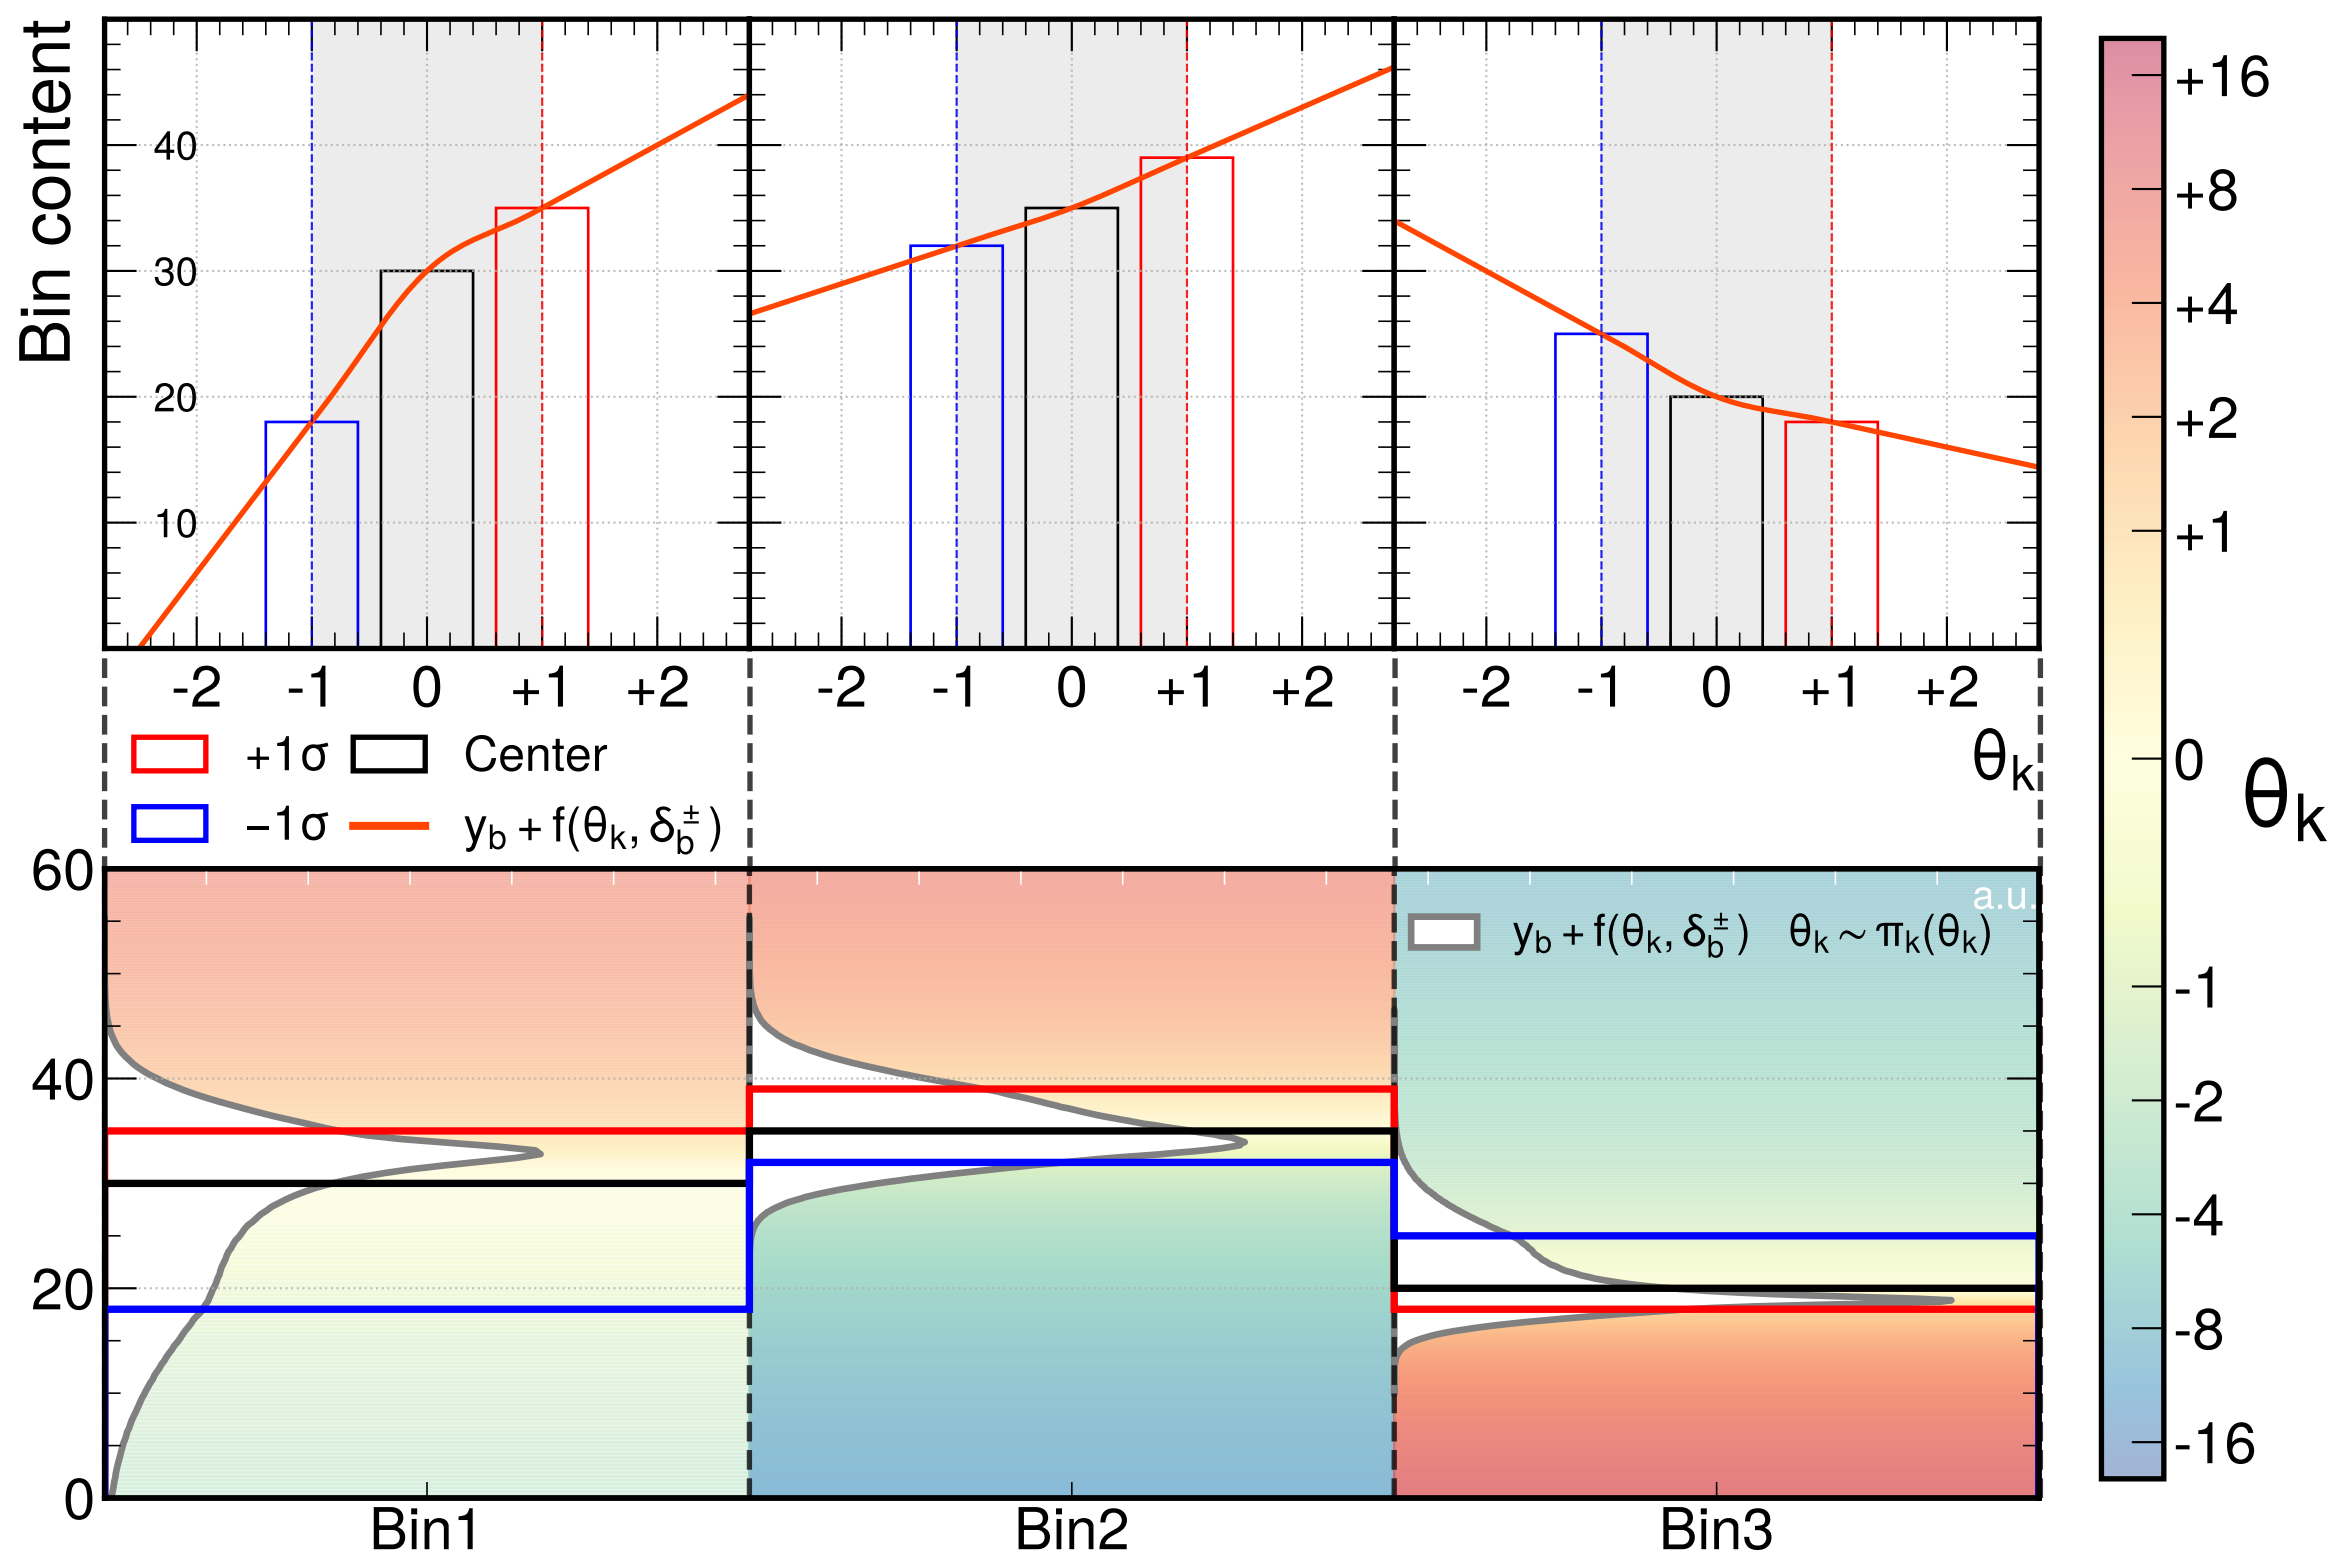 Bin content
40
30
20
10
-2 -1 0 +1 +2
-2 -1 0 +1 +2
-2 -1 0 +1 +2
θk
+1σ Center
−1σ yb + f(θk, δb±)
60
40
20
0
a.u.
yb + f(θk, δb±) θk ~ πk(θk)
Bin1 Bin2 Bin3
+16
+8
+4
+2
+1
0
-1
-2
-4
-8
-16
θk